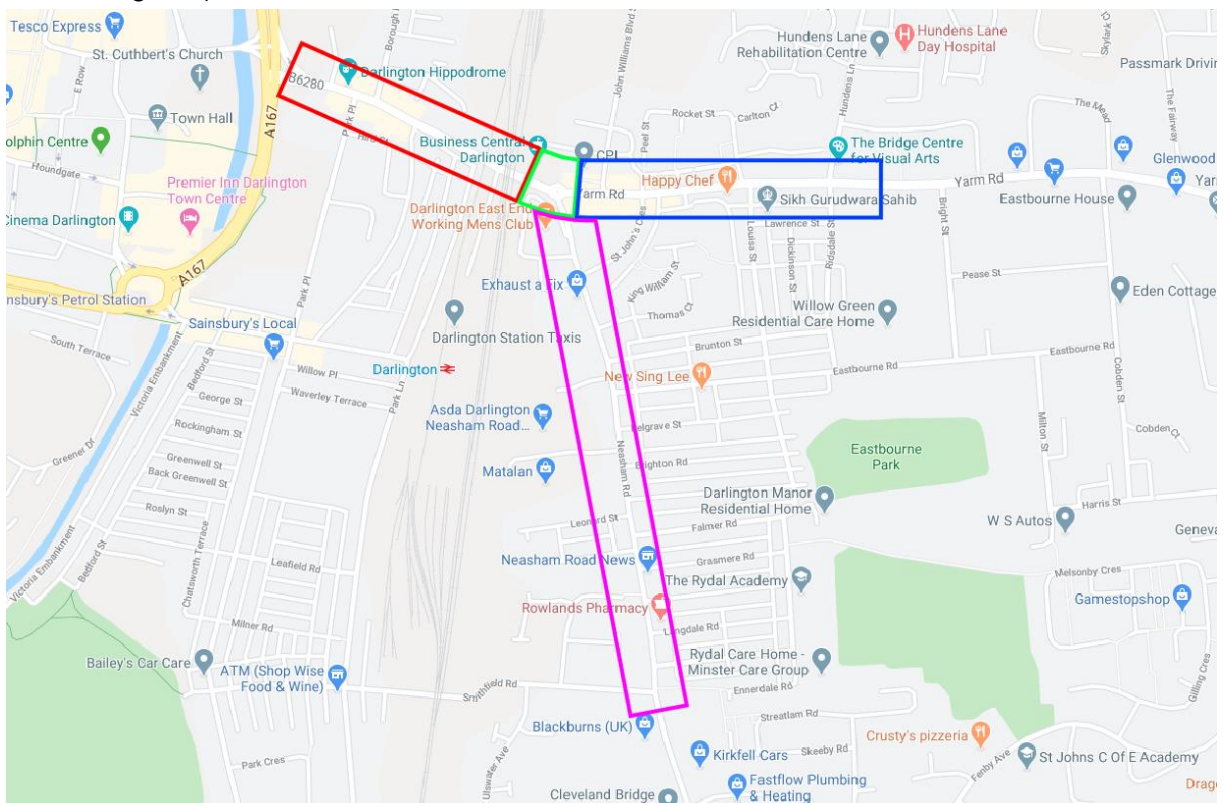 Tesco Express
St. Cuthbert's Church
E Row
Town Hall
olphin Centre
Houndgate
Premier Inn Darlington
Town Centre
Cinema Darlington
A167
A167
B6280
Borough
Darlington Hippodrome
Park Pl
Business Central
Darlington
CPI
John Williams Blvd
Peel St
Rocket St
Carlton Ct
Hundens Lane
Rehabilitation Centre
Hundens Lane
Day Hospital
Hundens Ln
Skylark
Passmark Drivin
The Mead
The Fairway
The Bridge Centre
for Visual Arts
Glenwood
Yar
Yarm Rd
Happy Chef
Yarm Rd
Sikh Gurudwara Sahib
Eastbourne House
Darlington East End
Working Mens Club
St John's Cres
Lawrence St
Louisa St
Dickinson St
Ridsdale St
Bright St
Pease St
Eden Cottage
nsbury's Petrol Station
Sainsbury's Local
Park Pl
Exhaust a Fix
King William St
Thomas Ct
Willow Green
Residential Care Home
South Terrace
Victoria Embankment
Bedford St
Darlington Station Taxis
Brunton St
Eastbourne Rd
Eastbourne Rd
Cobden St
Willow Pl
Darlington
New Sing Lee
Waverley Terrace
Park Ln
George St
Asda Darlington
Neasham Road...
Belgrave St
Rockingham St
Milton St
Cobden
Greener Dr
Greenwell St
Back Greenwell St
Matalan
Neasham Rd
Brighton Rd
Eastbourne
Park
Darlington Manor
Residential Home
Roslyn St
Leonard St
Falmer Rd
W S Autos
Harris St
Geneva
Victoria Embankment
Bedford St
Chatsworth Terrace
Leafield Rd
Neasham Road News
Grasmere Rd
The Rydal Academy
Melsonby Cres
Rowlands Pharmacy
Gamestopshop
Milner Rd
Langdale Rd
Bailey's Car Care
ATM (Shop Wise
Food & Wine)
Smithfield Rd
Rydal Care Home -
Minster Care Group
Ennerdale Rd
Gilling Cres
Blackburns (UK)
Streatlam Rd
Crusty's pizzeria
Kirkfell Cars
Skeeby Rd
Fenby Ave
St Johns C Of E Academy
Park Cres
Ulswater Ave
Fastflow Plumbing
& Heating
Cleveland Bridge
Drago